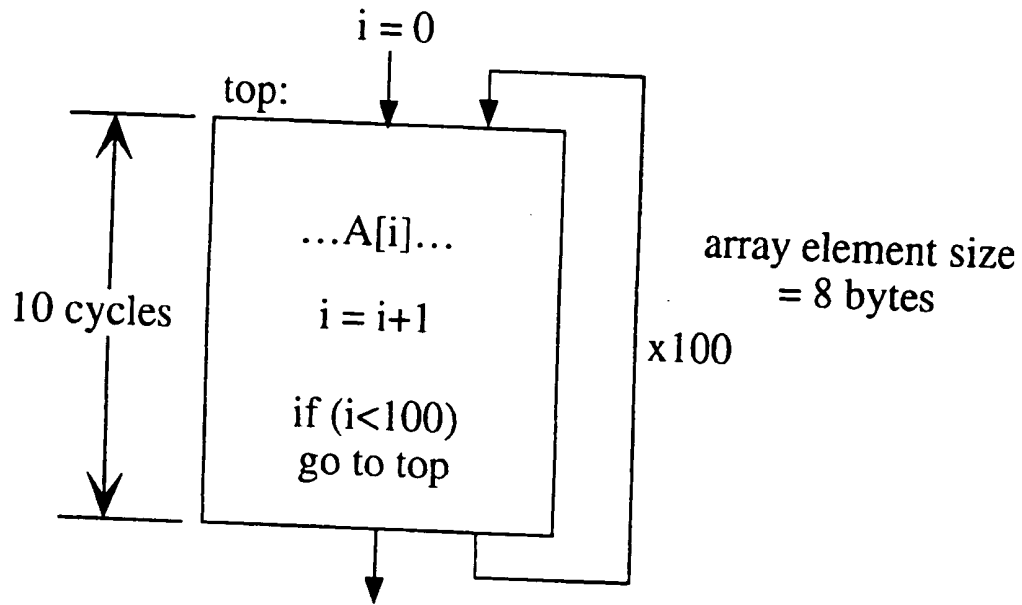 i = 0
top:
...A[i]...
10 cycles
i = i+1
if (i<100)
go to top
x100
array element size
= 8 bytes